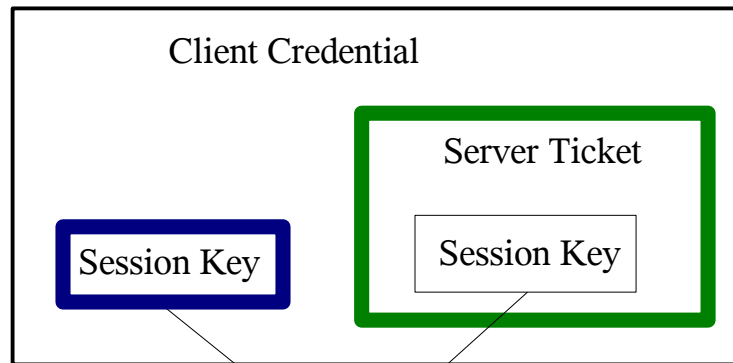 Client Credential
Server Ticket
Session Key
Session Key